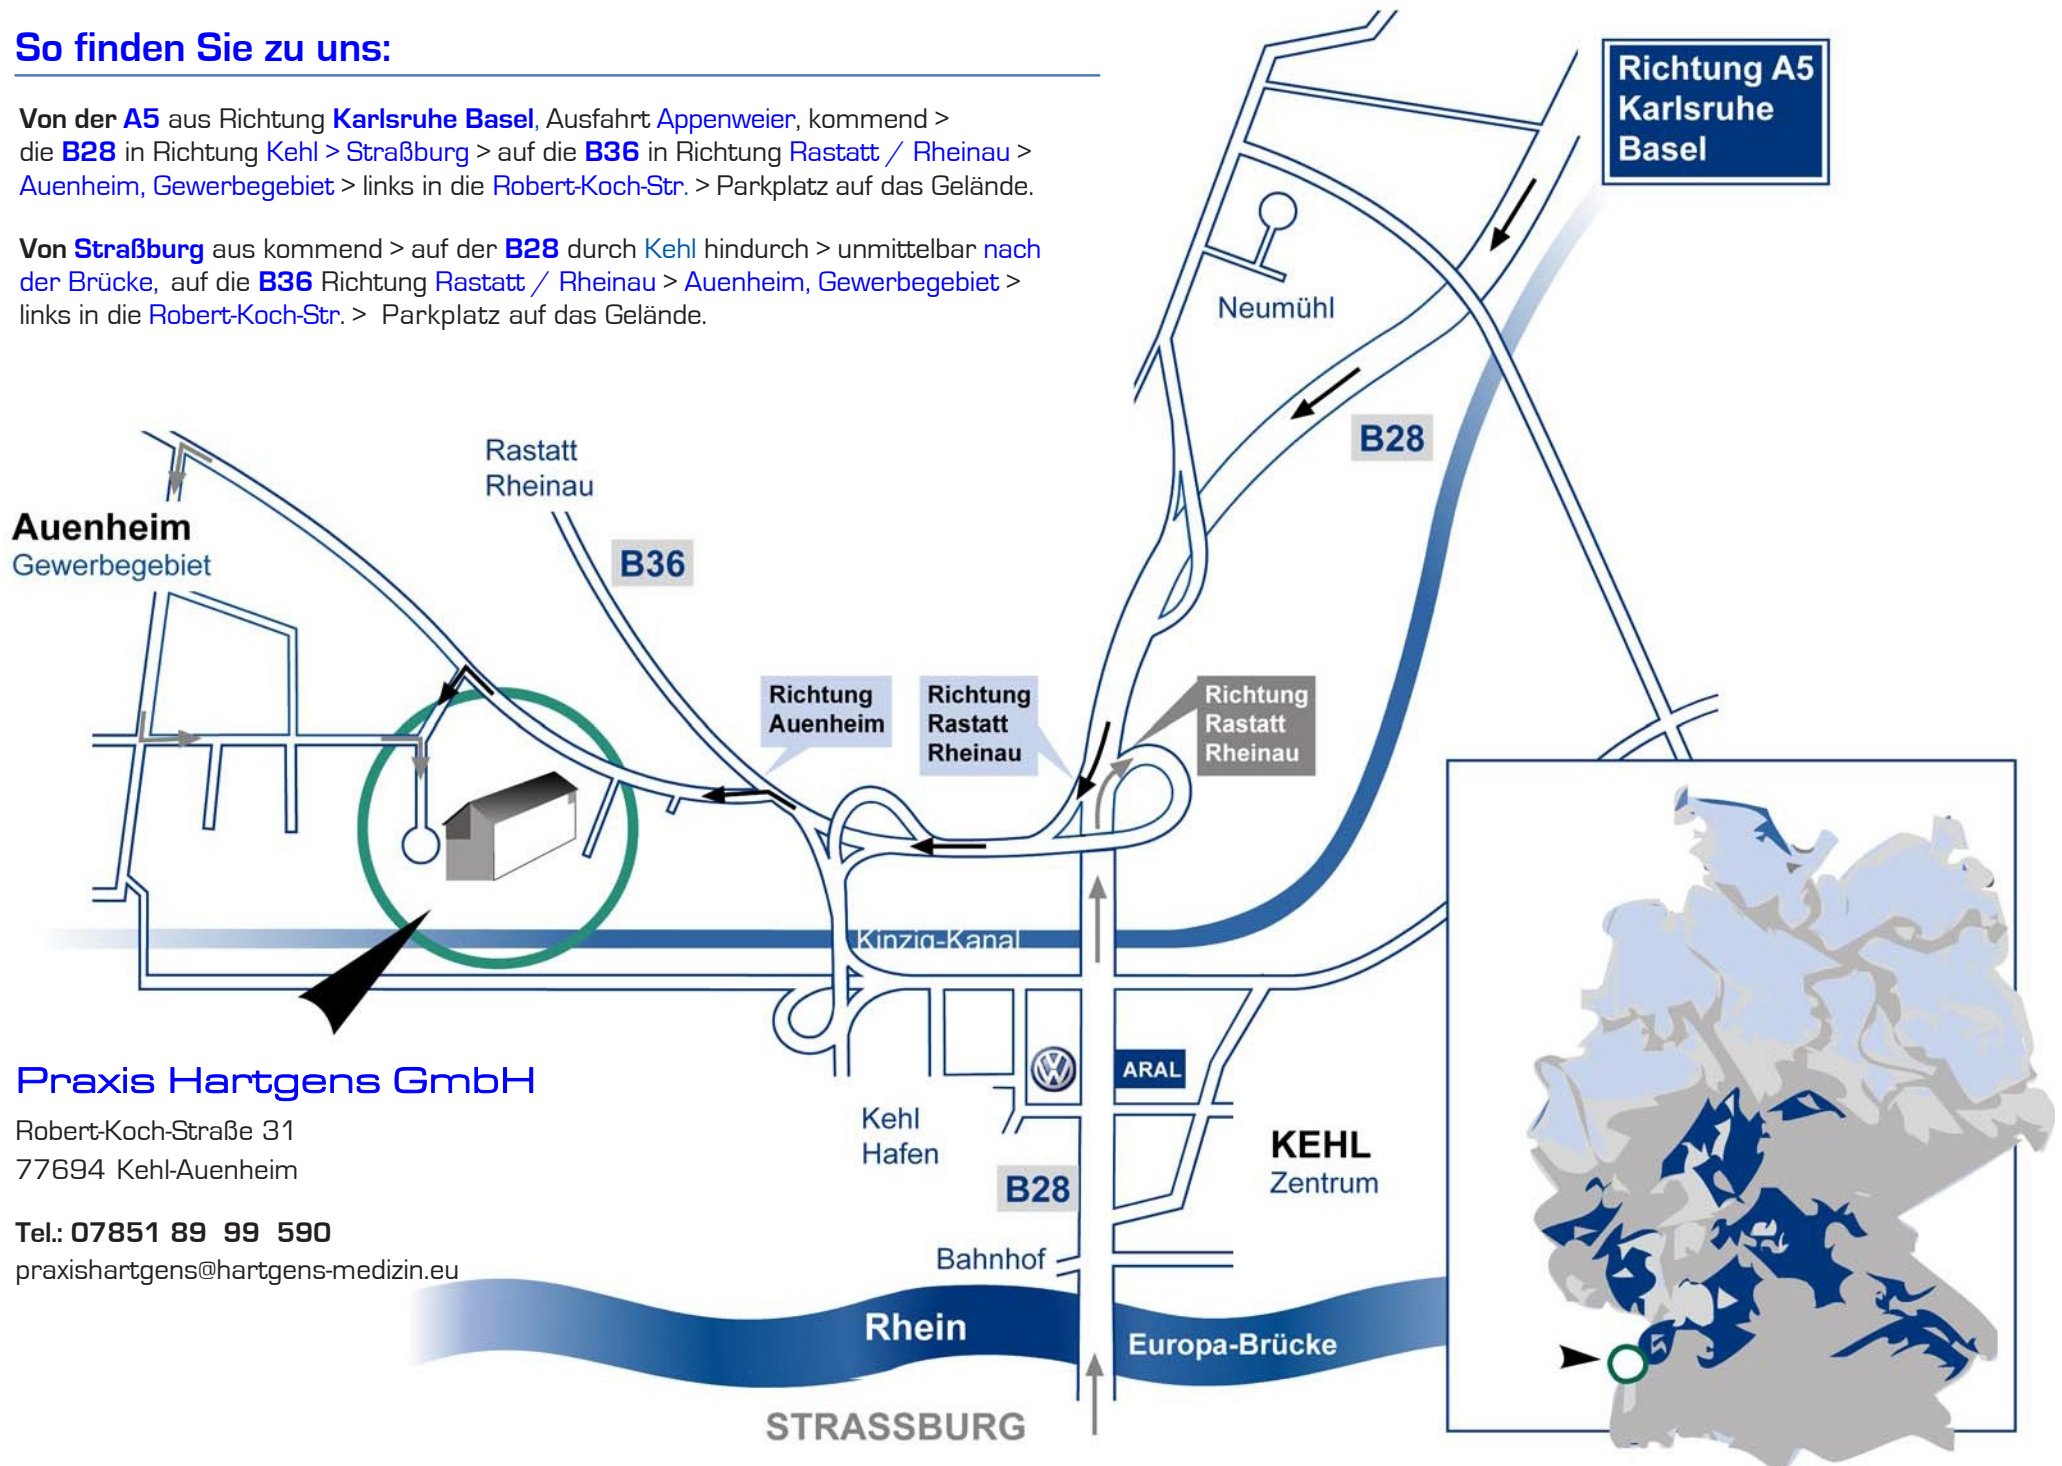 So finden Sie zu uns:
Von der A5 aus Richtung Karlsruhe Basel, Ausfahrt Appenweier, kommend >
die B28 in Richtung Kehl > Straßburg > auf die B36 in Richtung Rastatt / Rheinau >
Auenheim, Gewerbegebiet > links in die Robert-Koch-Str. > Parkplatz auf das Gelände.
Von Straßburg aus kommend > auf der B28 durch Kehl hindurch > unmittelbar nach
der Brücke, auf die B36 Richtung Rastatt / Rheinau > Auenheim, Gewerbegebiet >
links in die Robert-Koch-Str. > Parkplatz auf das Gelände.
Richtung A5
Karlsruhe
Basel
Neumühl
B28
Rastatt
Rheinau
B36
Auenheim
Gewerbegebiet
Richtung
Auenheim
Richtung
Rastatt
Rheinau
Richtung
Rastatt
Rheinau
Kinzig-Kanal
Praxis Hartgens GmbH
Robert-Koch-Straße 31
77694 Kehl-Auenheim
Tel.: 07851 89 99 590
praxishartgens@hartgens-medizin.eu
VW
ARAL
Kehl
Hafen
KEHL
Zentrum
B28
Bahnhof
Rhein
Europa-Brücke
STRASSBURG